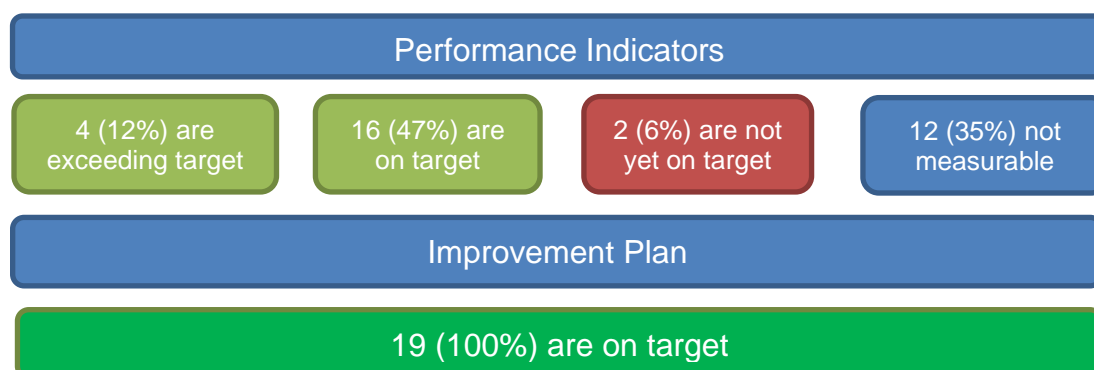 Performance Indicators
4 (12%) are
exceeding target
16 (47%) are
on target
2 (6%) are not
yet on target
12 (35%) not
measurable
Improvement Plan
19 (100%) are on target